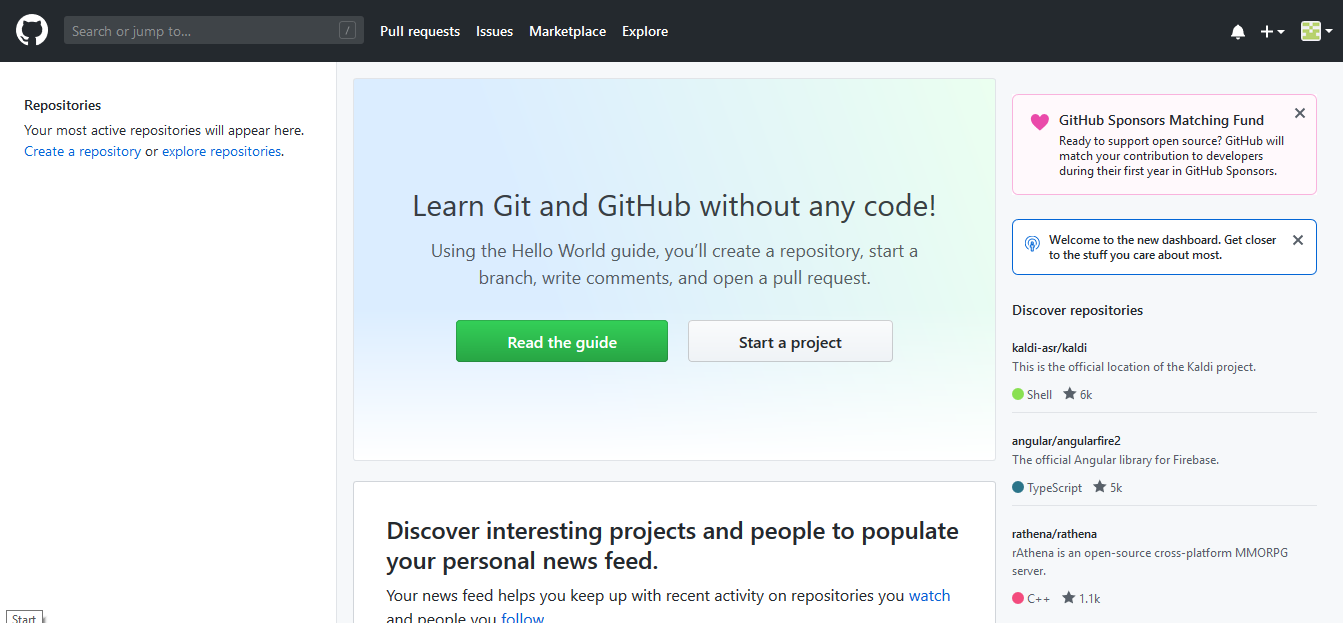 Search or jump to...
/
Pull requests
Issues
Marketplace
Explore
Repositories
Your most active repositories will appear here.
Create a repository or explore repositories.
Learn Git and GitHub without any code!
Using the Hello World guide, you’ll create a repository, start a
branch, write comments, and open a pull request.
Read the guide
Start a project
Discover interesting projects and people to populate
your personal news feed.
Your news feed helps you keep up with recent activity on repositories you watch
and people you follow
GitHub Sponsors Matching Fund
Ready to support open source? GitHub will
match your contribution to developers
during their first year in GitHub Sponsors.
Welcome to the new dashboard. Get closer
to the stuff you care about most.
Discover repositories
kaldi-asr/kaldi
This is the official location of the Kaldi project.
Shell 6k
angular/angularfire2
The official Angular library for Firebase.
TypeScript 5k
rathena/rathena
rAthena is an open-source cross-platform MMORPG
server.
C++ 1.1k
Start